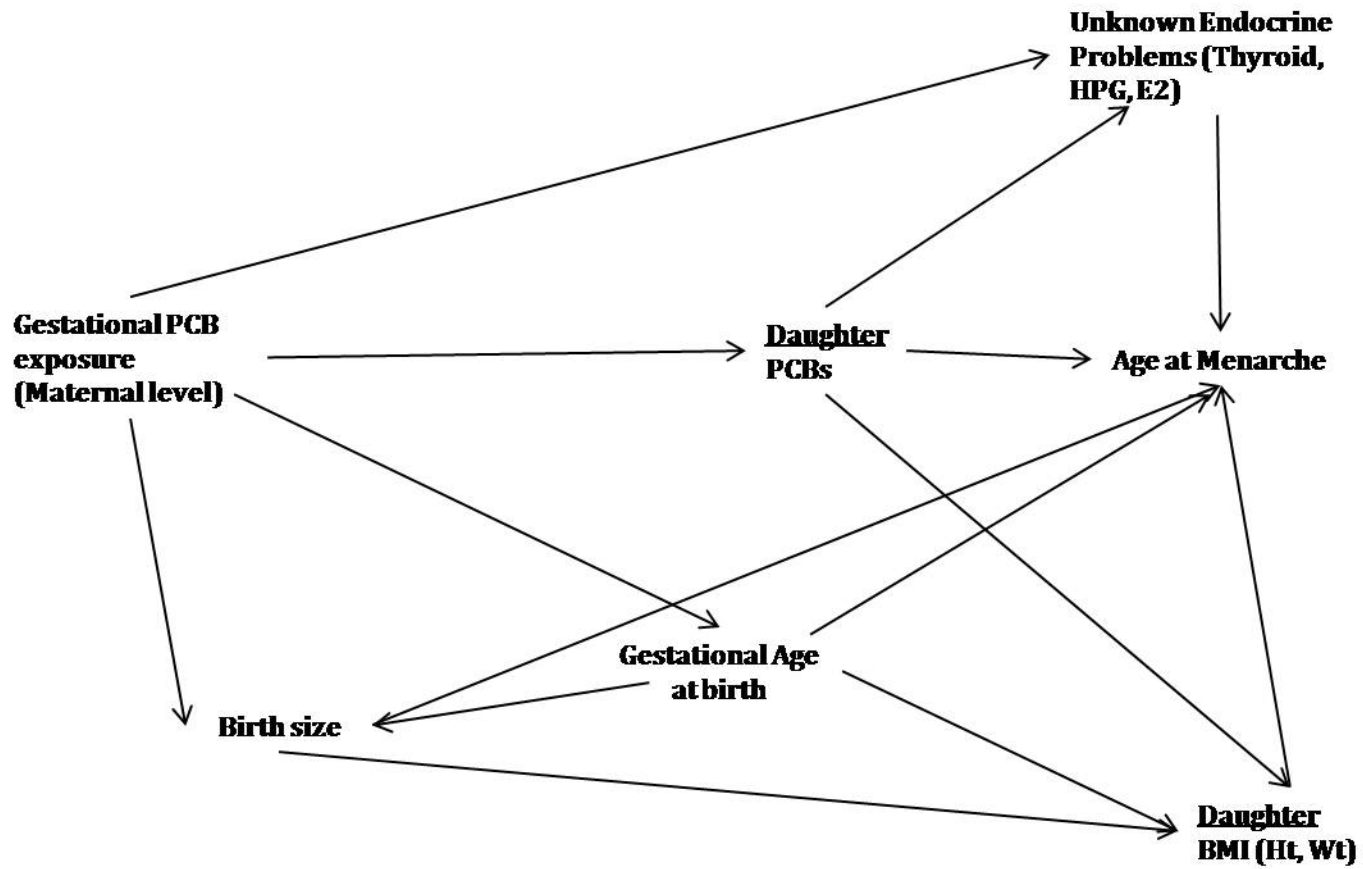 Unknown Endocrine
Problems (Thyroid,
HPG, E2)
Gestational PCB
exposure
(Maternal level)
Daughter
PCBs
Age at Menarche
Gestational Age
at birth
Birth size
Daughter
BMI (Ht, Wt)